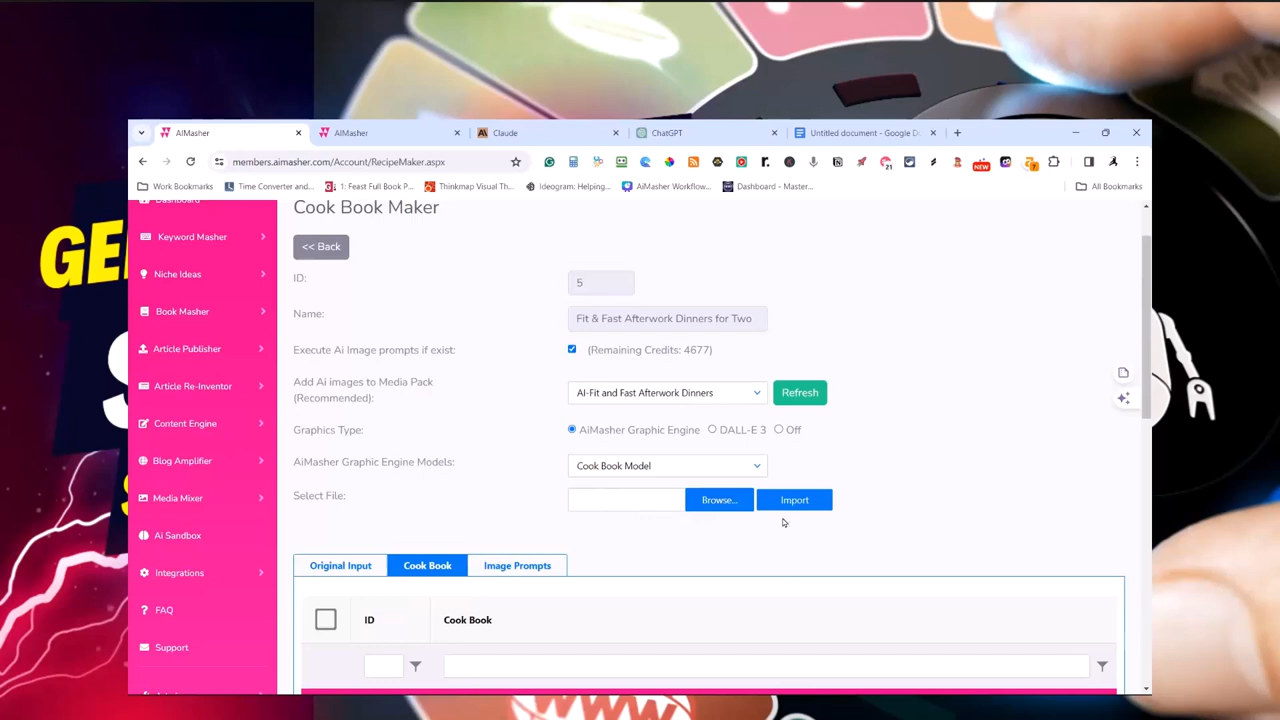 AIMasher
AIMasher
Claude
ChatGPT
Untitled document - Google D
members.aimasher.com/Account/RecipeMaker.aspx
21
NEW
Work Bookmarks
Time Converter and...
1: Feast Full Book P...
Thinkmap Visual Th...
Ideogram: Helping...
AiMasher Workflow...
Dashboard - Master...
All Bookmarks
Dashboard
Keyword Masher
Niche Ideas
Book Masher
Article Publisher
Article Re-Inventor
Content Engine
Blog Amplifier
Media Mixer
Ai Sandbox
Integrations
FAQ
Support
Cook Book Maker
<< Back
ID:
5
Name:
Fit & Fast Afterwork Dinners for Two
Execute Ai Image prompts if exist:
(Remaining Credits: 4677)
Add Ai images to Media Pack
(Recommended):
AI-Fit and Fast Afterwork Dinners
Refresh
Graphics Type:
AiMasher Graphic Engine
DALL-E 3
Off
AiMasher Graphic Engine Models:
Cook Book Model
Select File:
Browse...
Import
Original Input
Cook Book
Image Prompts
ID
Cook Book
GE
WWW